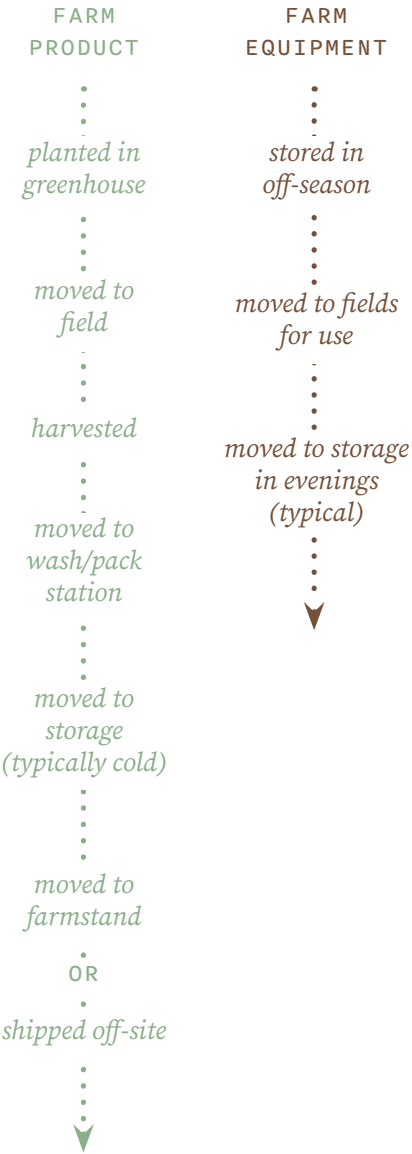 FARM
PRODUCT
planted in
greenhouse
moved to
field
harvested
moved to
wash/pack
station
moved to
storage
(typically cold)
moved to
farmstand
OR
shipped off-site
FARM
EQUIPMENT
stored in
off-season
moved to fields
for use
moved to storage
in evenings
(typical)